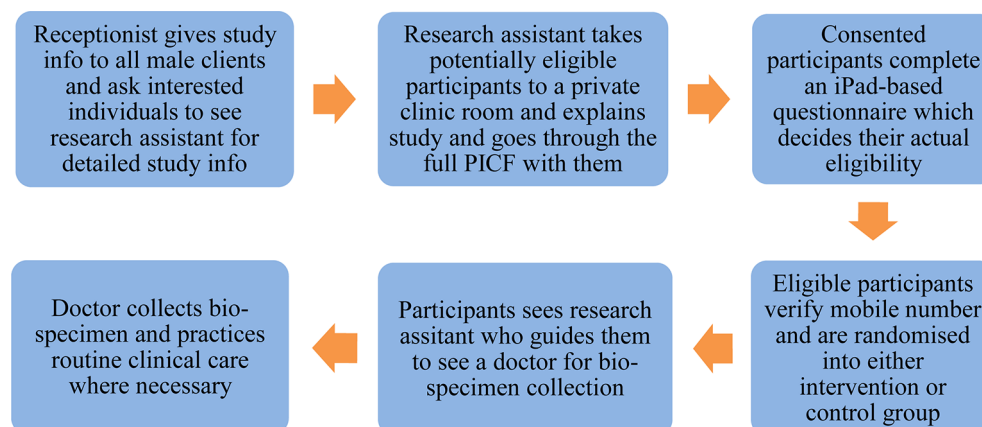 Receptionist gives study
info to all male clients
and ask interested
individuals to see
research assistant for
detailed study info
Research assistant takes
potentially eligible
participants to a private
clinic room and explains
study and goes through the
full PICF with them
Consented
participants complete
an iPad-based
questionnaire which
decides their actual
eligibility
Eligible participants
verify mobile number
and are randomised
into either
intervention or
control group
Participants sees research
assitant who guides them
to see a doctor for bio-
specimen collection
Doctor collects bio-
specimen and practices
routine clinical care
where necessary